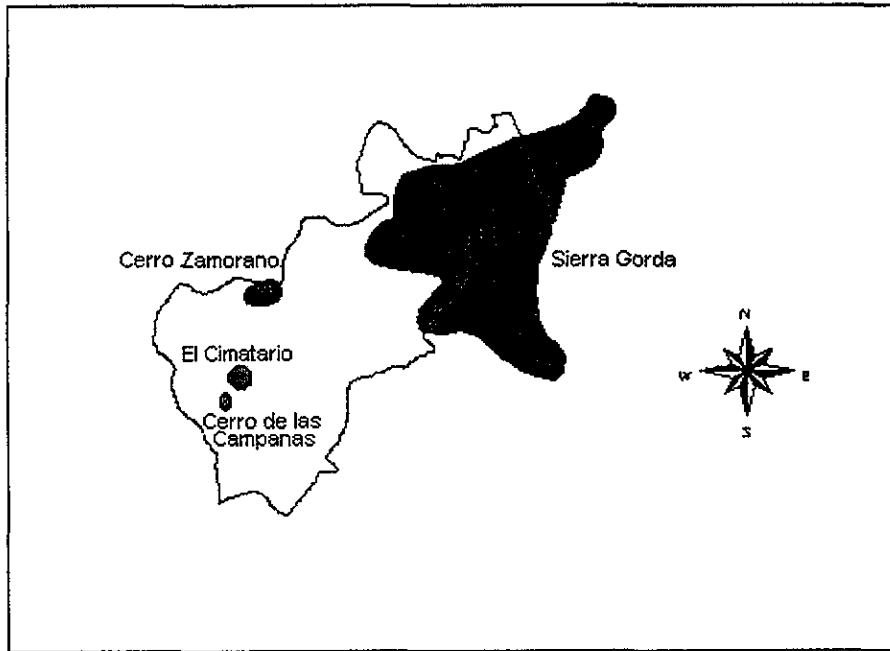 Cerro Zamorano
Sierra Gorda
El Cimatario
Cerro de las
Campanas
N
W
E
S